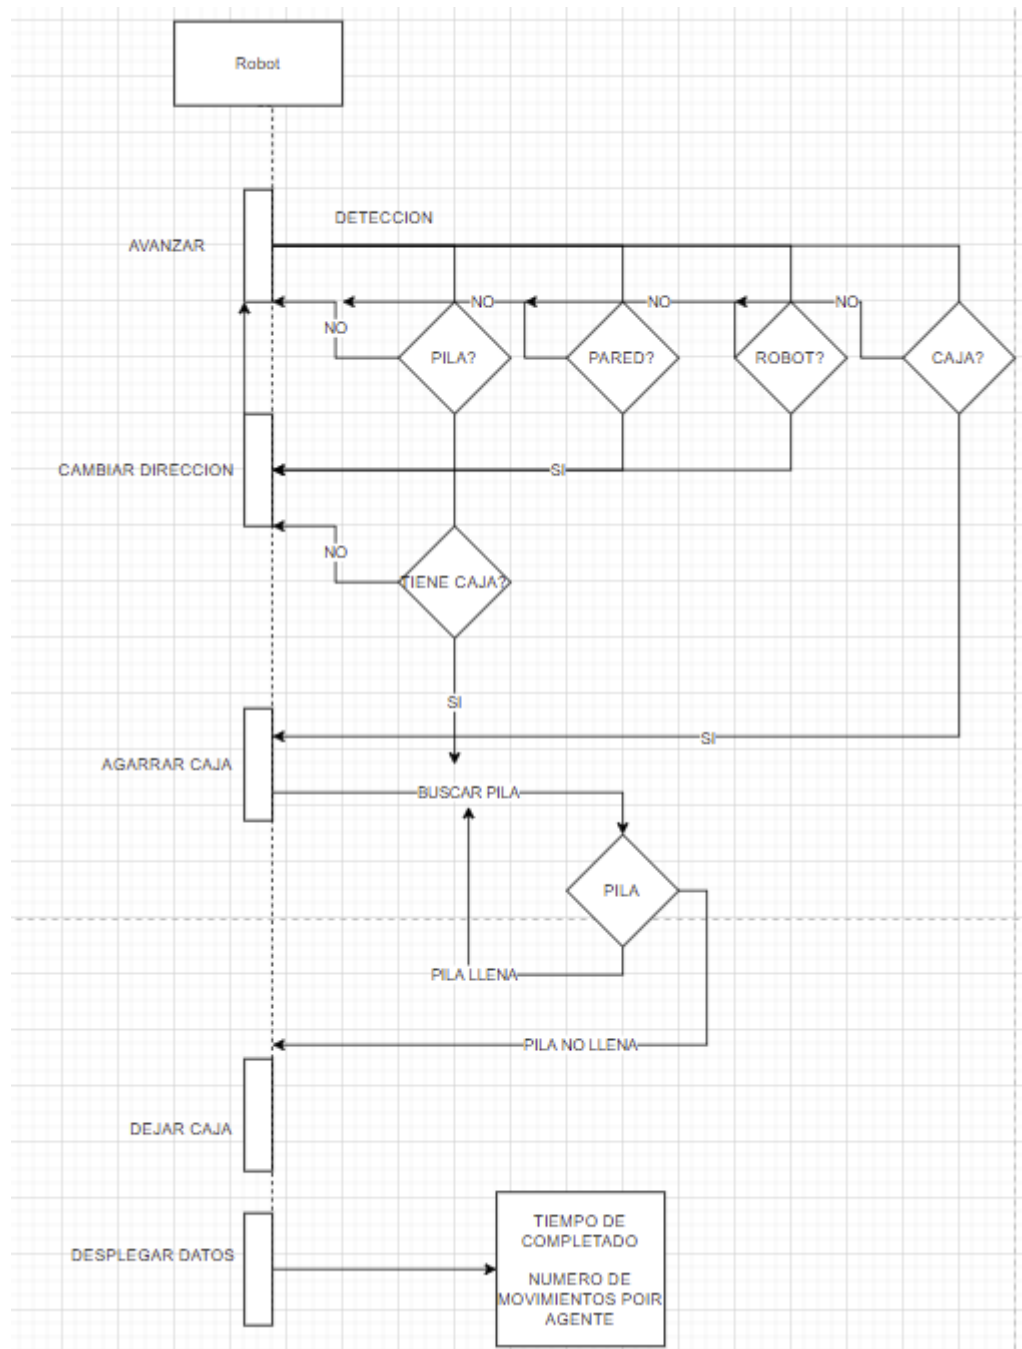 Robot
DETECCION
AVANZAR
NO
NO
NO
NO
PILA?
PARED?
ROBOT?
CAJA?
CAMBIAR DIRECCION
SI
NO
TIENE CAJA?
SI
SI
AGARRAR CAJA
BUSCAR PILA
PILA
PILA LLENA
PILA NO LLENA
DEJAR CAJA
TIEMPO DE
COMPLETADO
DESPLEGAR DATOS
NUMERO DE
MOVIMIENTOS POIR
AGENTE